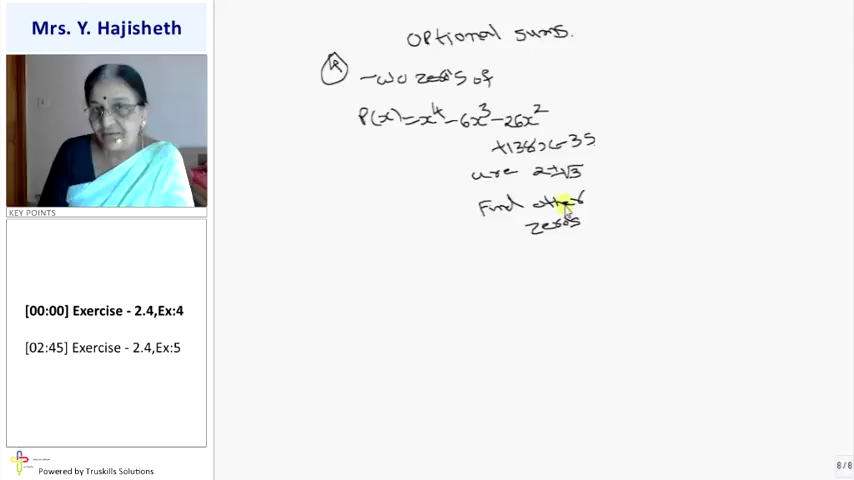 Mrs. Y. Hajisheth
KEY POINTS
[00:00] Exercise - 2.4,Ex:4
[02:45] Exercise - 2.4,Ex:5
Powered by Truskills Solutions
optional sums.
zeros of
P(x)=x⁴-6x³-26x²
+138x-35
are 2±√3
Find other
zeros
8/8